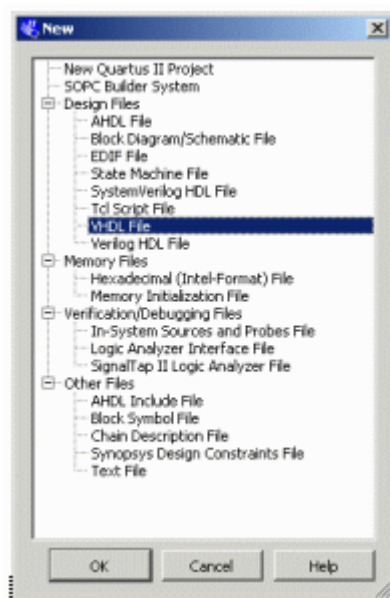 New
New Quartus II Project
SOPC Builder System
Design Files
AHDL File
Block Diagram/Schematic File
EDIF File
State Machine File
SystemVerilog HDL File
Tcl Script File
VHDL File
Verilog HDL File
Memory Files
Hexadecimal (Intel-Format) File
Memory Initialization File
Verification/Debugging Files
In-System Sources and Probes File
Logic Analyzer Interface File
SignalTap II Logic Analyzer File
Other Files
AHDL Include File
Block Symbol File
Chain Description File
Synopsys Design Constraints File
Text File
OK Cancel Help